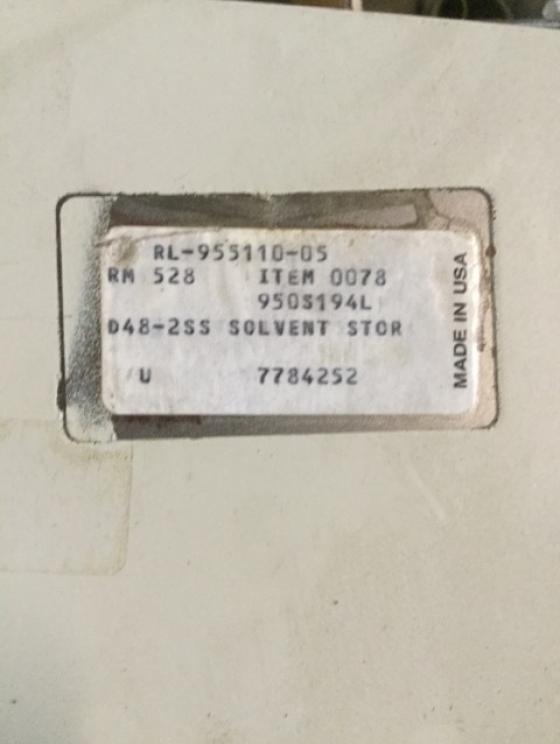 RL-955110-05
RM 528 ITEM 0078
950S194L
D48-2SS SOLVENT STOR
U 7784252
MADE IN USA